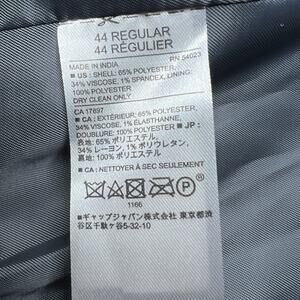 44 REGULAR
44 RÉGULIER
MADE IN INDIA RN 54023
■ US : SHELL: 65% POLYESTER,
34% VISCOSE, 1% SPANDEX, LINING:
100% POLYESTER
DRY CLEAN ONLY
CA 17897
■ CA : EXTÉRIEUR: 65% POLYESTER,
34% VISCOSE, 1% ÉLASTHANNE,
DOUBLURE: 100% POLYESTER ■ JP :
表地: 65% ポリエステル,
34% レーヨン, 1% ポリウレタン,
裏地: 100% ポリエステル
■ CA : NETTOYER À SEC SEULEMENT
P
1166
■ギャップジャパン株式会社 東京都渋
谷区千駄ヶ谷5-32-10